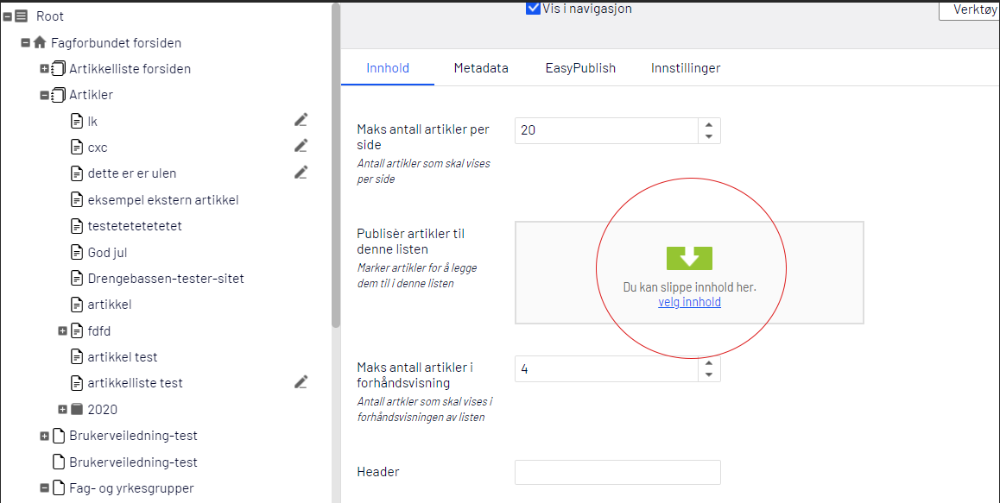 Root
Fagforbundet forsiden
Artikkelliste forsiden
Artikler
lk
cxc
dette er er ulen
eksempel ekstern artikkel
testetetetetetet
God jul
Drengebassen-tester-sitet
artikkel
fdfd
artikkel test
artikkelliste test
2020
Brukerveiledning-test
Brukerveiledning-test
Fag- og yrkesgrupper
Vis i navigasjon
Verktøy
Innhold Metadata EasyPublish Innstillinger
Maks antall artikler per
side
Antall artikler som skal vises
per side
20
Publisèr artikler til
denne listen
Marker artikler for å legge
dem til i denne listen
Du kan slippe innhold her.
velg innhold
Maks antall artikler i
forhåndsvisning
Antall artkler som skal vises i
forhåndsvisningen av listen
4
Header